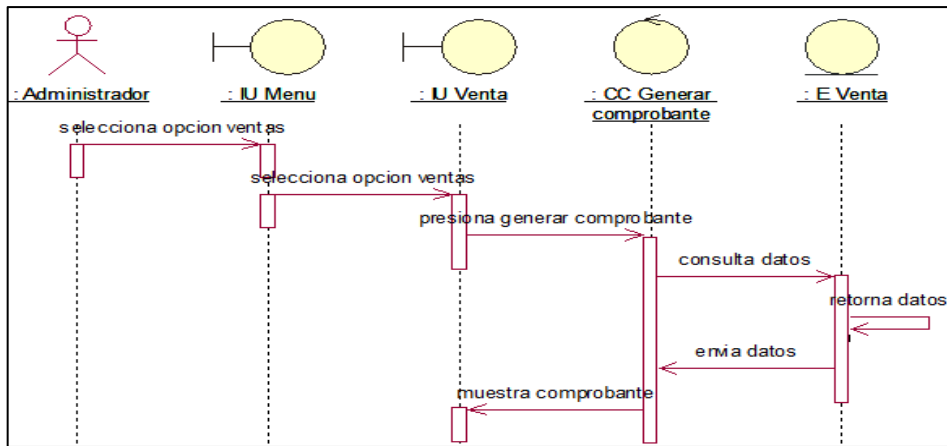 : Administrador
: IU Menu
: IU Venta
: CC Generar
comprobante
: E Venta
selecciona opcion ventas
selecciona opcion ventas
presiona generar comprobante
consulta datos
retorna datos
envia datos
muestra comprobante